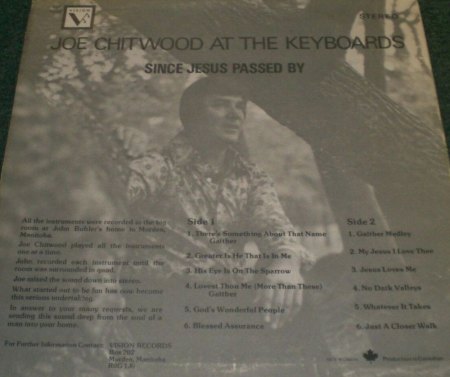 VISION
V
STEREO
JOE CHITWOOD AT THE KEYBOARDS
SINCE JESUS PASSED BY
All the instruments were recorded in the big
room at John Buhler's home in Morden,
Manitoba.
Joe Chitwood played all the instruments
one at a time.
John recorded each instrument until the
room was surrounded in quad.
Joe mixed the sound down into stereo.
What started out to be fun has now become
this serious undertaking.
In answer to your many requests, we are
sending this sound deep from the soul of a
man into your home.
For Further Information Contact: VISION RECORDS
Box 702
Morden, Manitoba
Side 1
1. There's Something About That Name
Gaither
2. Greater Is He That Is In Me
3. His Eye Is On The Sparrow
4. Lovest Thou Me (More Than These)
Gaither
5. God's Wonderful People
6. Blessed Assurance
Side 2
1. Gaither Medley
2. My Jesus I Love Thee
3. Jesus Loves Me
4. No Dark Valleys
5. Whatever It Takes
6. Just A Closer Walk
Production in Canadian